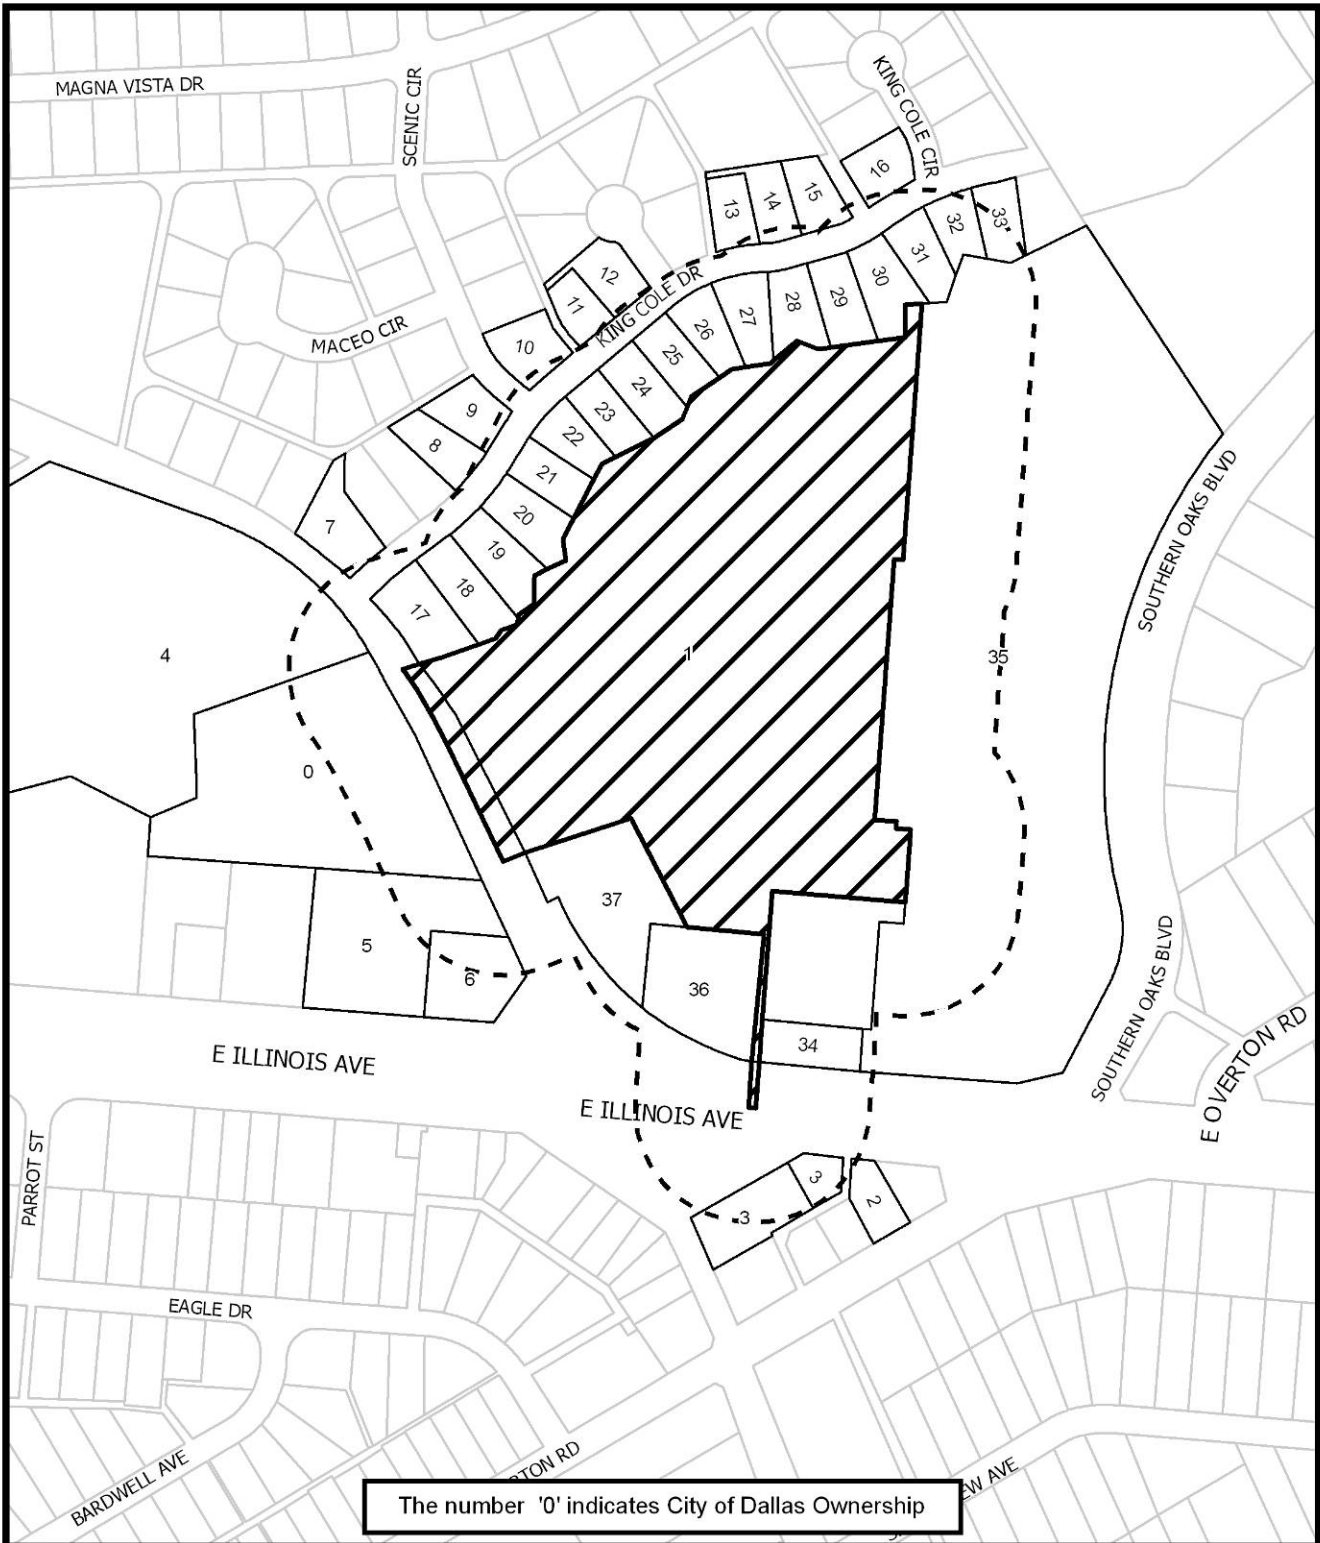 MAGNA VISTA DR
SCENIC CIR
KING COLE CIR
16
15
14
13
33
32
31
30
29
28
27
26
25
24
23
22
21
20
19
18
17
12
11
10
KING COLE DR
MACEO CIR
9
8
7
SOUTHERN OAKS BLVD
4
1
35
0
37
5
6
36
34
SOUTHERN OAKS BLVD
E OVERTON RD
E ILLINOIS AVE
E ILLINOIS AVE
PARROT ST
3
3
2
EAGLE DR
BARDWELL AVE
RTON RD
EW AVE
The number '0' indicates City of Dallas Ownership